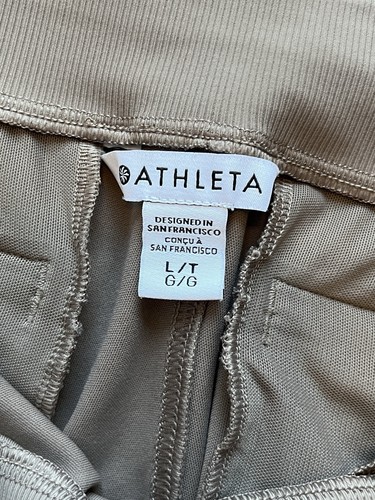 ATHLETA
DESIGNED IN
SAN FRANCISCO
CONÇU À
SAN FRANCISCO
L/T
G/G